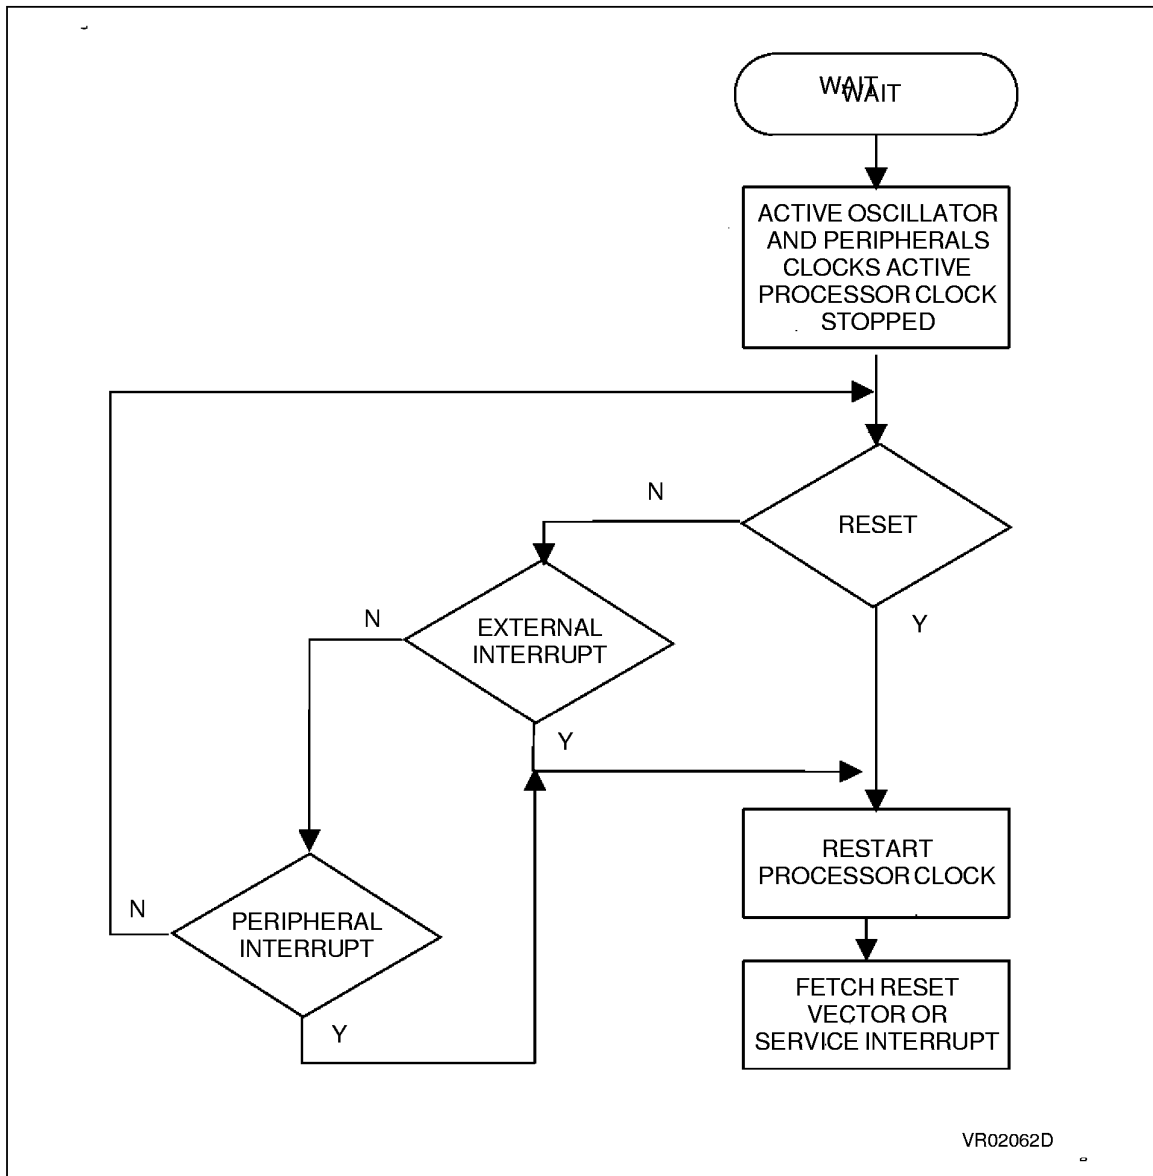 WAIT
WAIT
ACTIVE OSCILLATOR
AND PERIPHERALS
CLOCKS ACTIVE
PROCESSOR CLOCK
STOPPED
RESET
N
Y
EXTERNAL
INTERRUPT
N
Y
PERIPHERAL
INTERRUPT
N
Y
RESTART
PROCESSOR CLOCK
FETCH RESET
VECTOR OR
SERVICE INTERRUPT
VR02062D